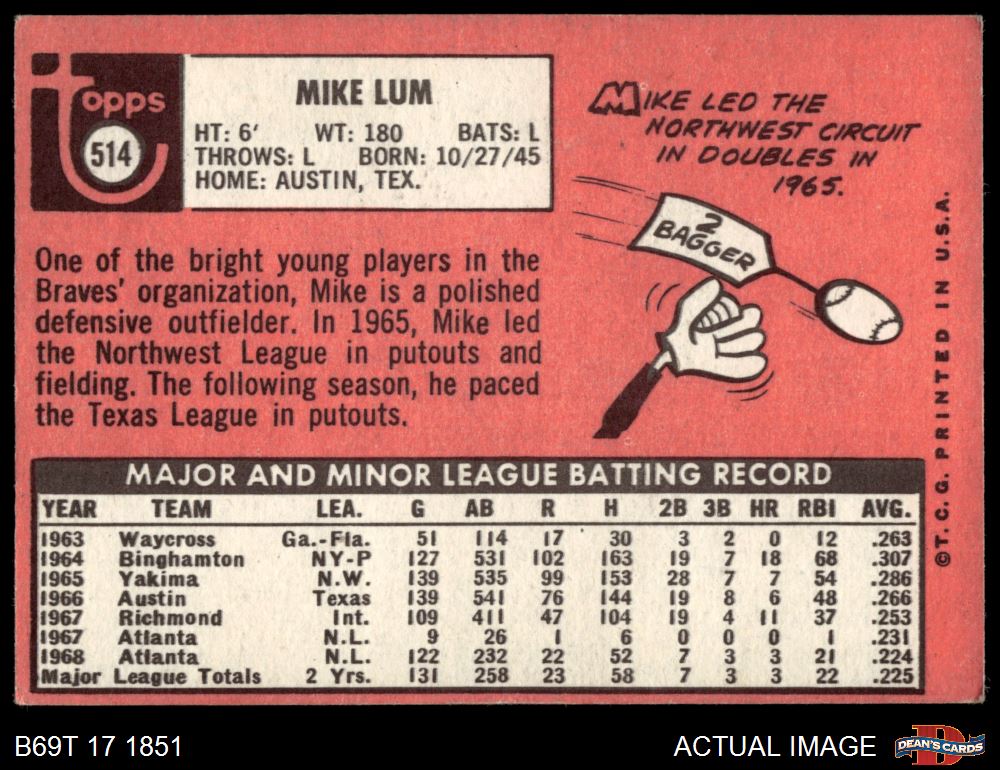 Topps
514
MIKE LUM
HT: 6' WT: 180 BATS: L
THROWS: L BORN: 10/27/45
HOME: AUSTIN, TEX.
MIKE LED THE
NORTHWEST CIRCUIT
IN DOUBLES IN
1965.
2
BAGGER
One of the bright young players in the
Braves' organization, Mike is a polished
defensive outfielder. In 1965, Mike led
the Northwest League in putouts and
fielding. The following season, he paced
the Texas League in putouts.
©T. C. G. PRINTED IN U.S.A.
MAJOR AND MINOR LEAGUE BATTING RECORD
YEAR TEAM LEA. G AB R H 2B 3B HR RBI AVG.
1963 Waycross Ga.-Fla. 51 114 17 30 3 2 0 12 .263
1964 Binghamton NY-P 127 531 102 163 19 7 18 68 .307
1965 Yakima N.W. 139 535 99 153 28 7 7 54 .286
1966 Austin Texas 139 541 76 144 19 8 6 48 .266
1967 Richmond Int. 109 411 47 104 19 4 11 37 .253
1967 Atlanta N.L. 9 26 1 6 0 0 0 1 .231
1968 Atlanta N.L. 122 232 22 52 7 3 3 21 .224
Major League Totals 2 Yrs. 131 258 23 58 7 3 3 22 .225
B69T 17 1851
ACTUAL IMAGE
DEAN'S CARDS